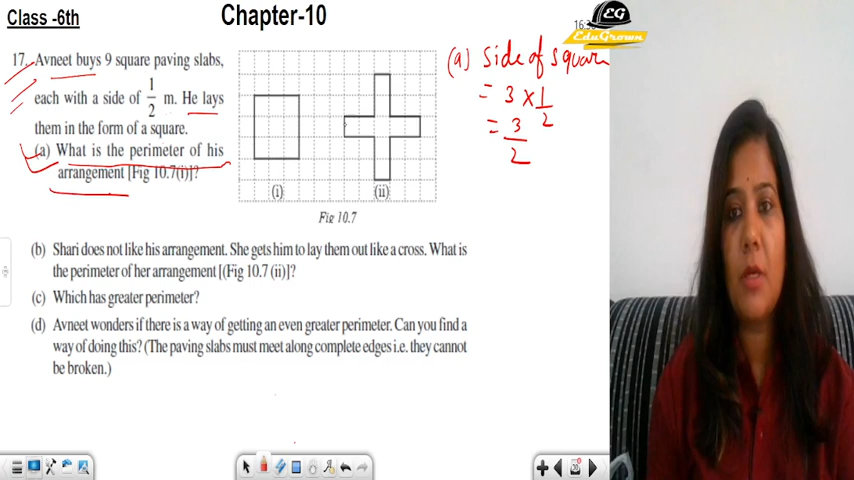 Class -6th
Chapter-10
EG
EduGrown
17. Avneet buys 9 square paving slabs,
each with a side of 1/2 m. He lays
them in the form of a square.
(a) What is the perimeter of his
arrangement [Fig 10.7(i)]?
(i)
(ii)
Fig 10.7
(a) side of square
= 3 × 1/2
= 3/2
(b) Shari does not like his arrangement. She gets him to lay them out like a cross. What is
the perimeter of her arrangement [(Fig 10.7 (ii)]?
(c) Which has greater perimeter?
(d) Avneet wonders if there is a way of getting an even greater perimeter. Can you find a
way of doing this? (The paving slabs must meet along complete edges i.e. they cannot
be broken.)